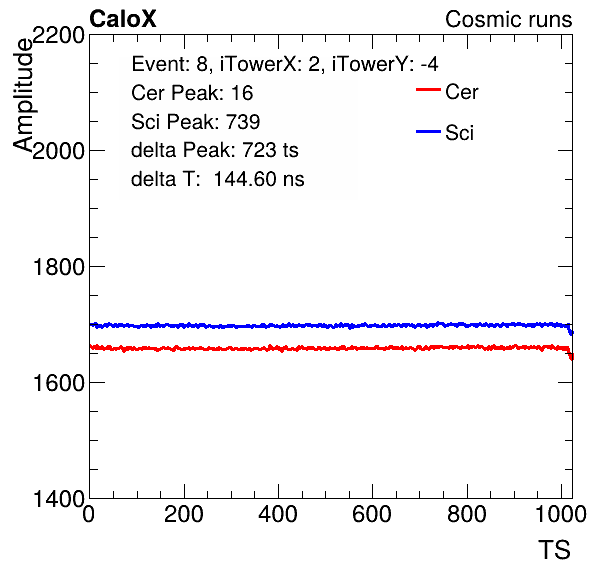 CaloX Cosmic runs
Amplitude
2200
2000
1800
1600
1400
Event: 8, iTowerX: 2, iTowerY: -4
Cer Peak: 16
Sci Peak: 739
delta Peak: 723 ts
delta T:  144.60 ns
Cer
Sci
0 200 400 600 800 1000
TS